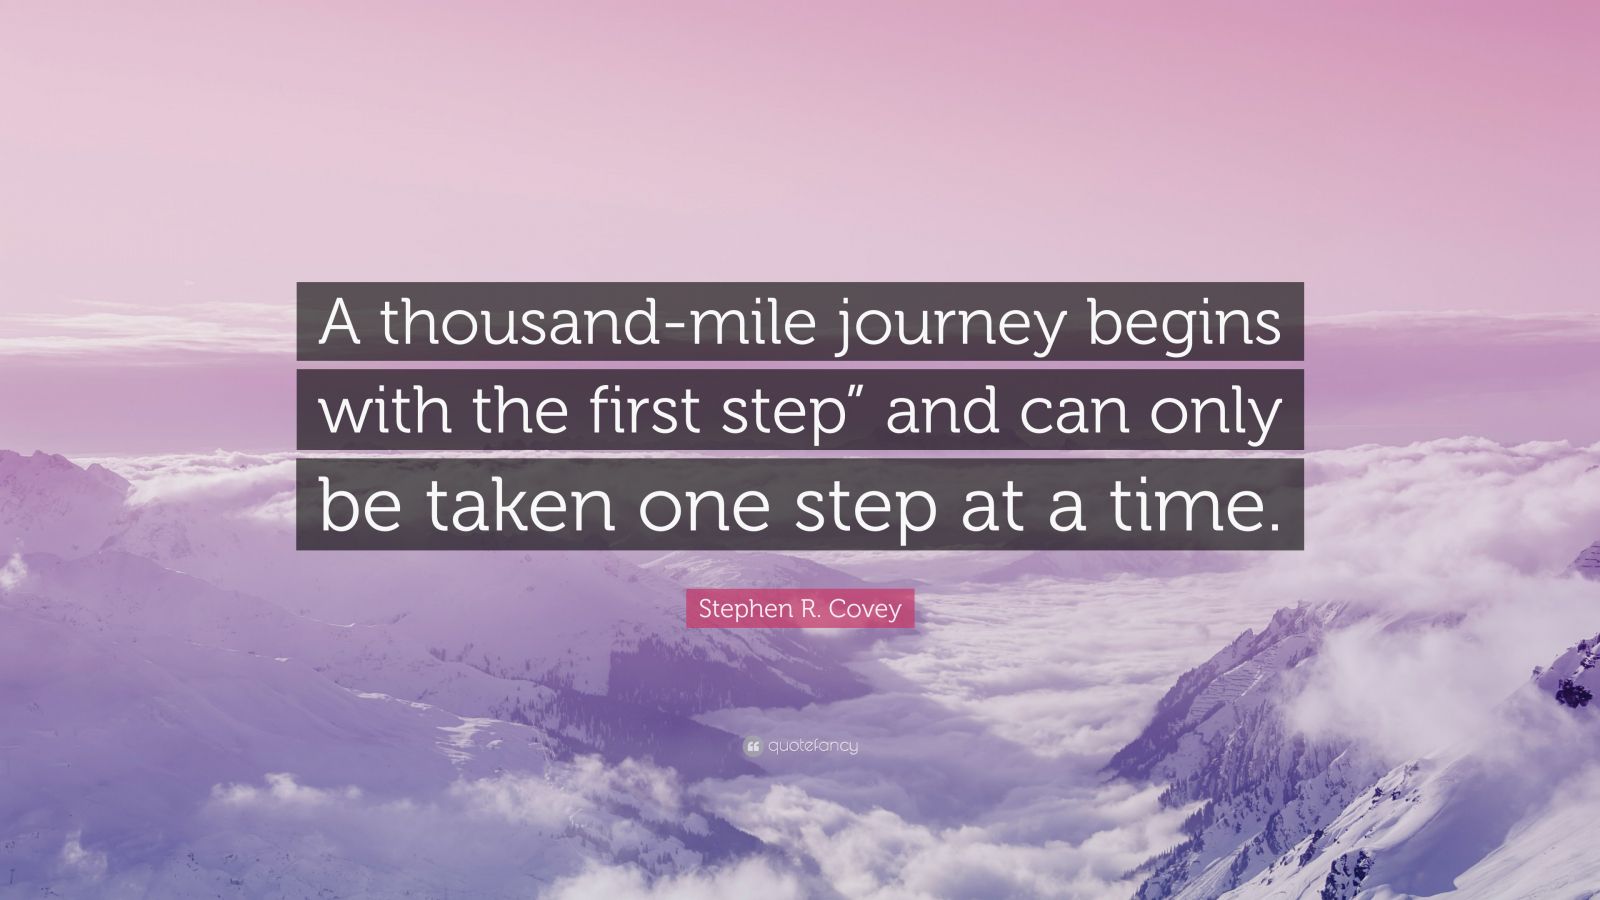 A thousand-mile journey begins
with the first step” and can only
be taken one step at a time.
Stephen R. Covey
quotefancy